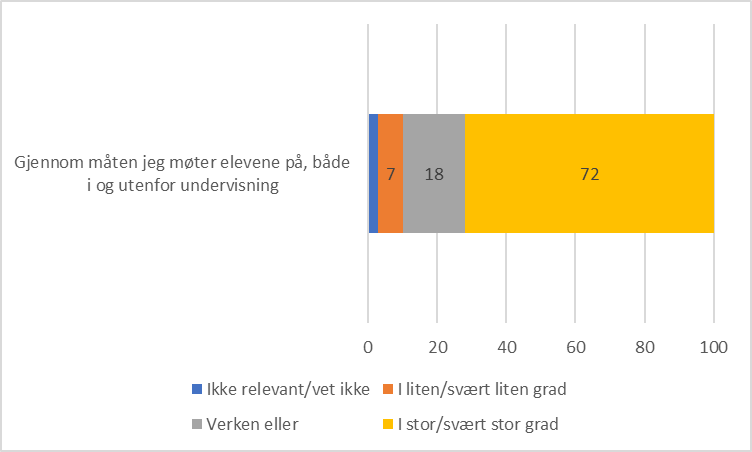 Gjennom måten jeg møter elevene på, både
i og utenfor undervisning
7 18 72
0 20 40 60 80 100
Ikke relevant/vet ikke I liten/svært liten grad
Verken eller I stor/svært stor grad